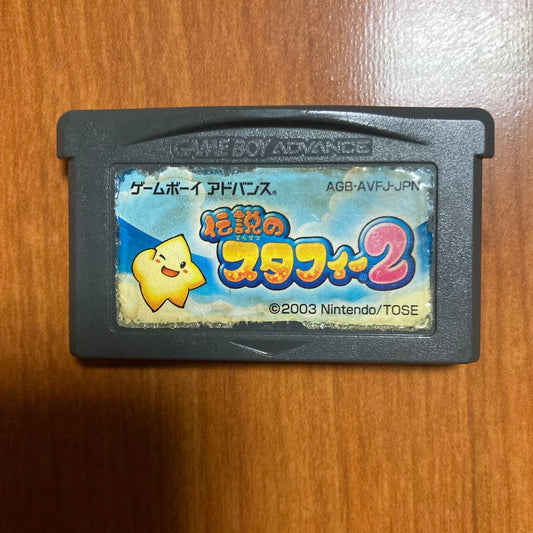 GAME BOY ADVANCE
ゲームボーイ アドバンス®
AGB-AVFJ-JPN
伝説の
でんせつ
スタフィー2
©2003 Nintendo/TOSE